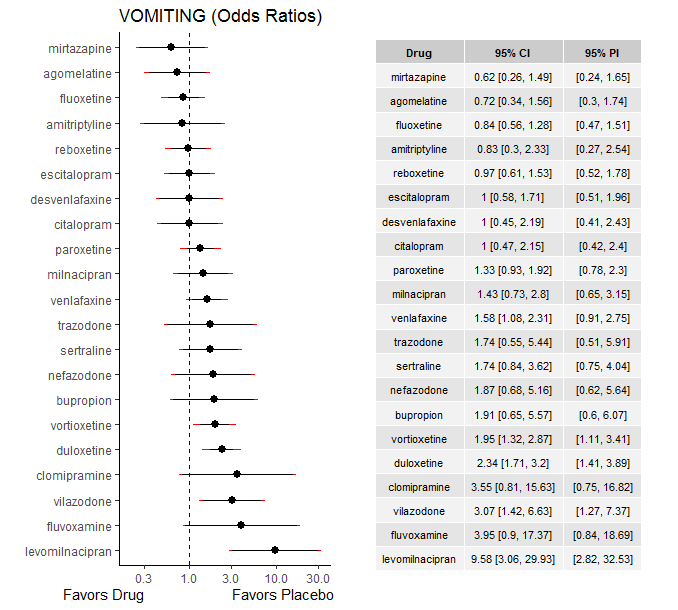 VOMITING (Odds Ratios)
mirtazapine
agomelatine
fluoxetine
amitriptyline
reboxetine
escitalopram
desvenlafaxine
citalopram
paroxetine
milnacipran
venlafaxine
trazodone
sertraline
nefazodone
bupropion
vortioxetine
duloxetine
clomipramine
vilazodone
fluvoxamine
levomilnacipran
0.3 1.0 3.0 10.0 30.0
Favors Drug Favors Placebo
Drug 95% CI 95% PI
mirtazapine 0.62 [0.26, 1.49] [0.24, 1.65]
agomelatine 0.72 [0.34, 1.56] [0.3, 1.74]
fluoxetine 0.84 [0.56, 1.28] [0.47, 1.51]
amitriptyline 0.83 [0.3, 2.33] [0.27, 2.54]
reboxetine 0.97 [0.61, 1.53] [0.52, 1.78]
escitalopram 1 [0.58, 1.71] [0.51, 1.96]
desvenlafaxine 1 [0.45, 2.19] [0.41, 2.43]
citalopram 1 [0.47, 2.15] [0.42, 2.4]
paroxetine 1.33 [0.93, 1.92] [0.78, 2.3]
milnacipran 1.43 [0.73, 2.8] [0.65, 3.15]
venlafaxine 1.58 [1.08, 2.31] [0.91, 2.75]
trazodone 1.74 [0.55, 5.44] [0.51, 5.91]
sertraline 1.74 [0.84, 3.62] [0.75, 4.04]
nefazodone 1.87 [0.68, 5.16] [0.62, 5.64]
bupropion 1.91 [0.65, 5.57] [0.6, 6.07]
vortioxetine 1.95 [1.32, 2.87] [1.11, 3.41]
duloxetine 2.34 [1.71, 3.2] [1.41, 3.89]
clomipramine 3.55 [0.81, 15.63] [0.75, 16.82]
vilazodone 3.07 [1.42, 6.63] [1.27, 7.37]
fluvoxamine 3.95 [0.9, 17.37] [0.84, 18.69]
levomilnacipran 9.58 [3.06, 29.93] [2.82, 32.53]